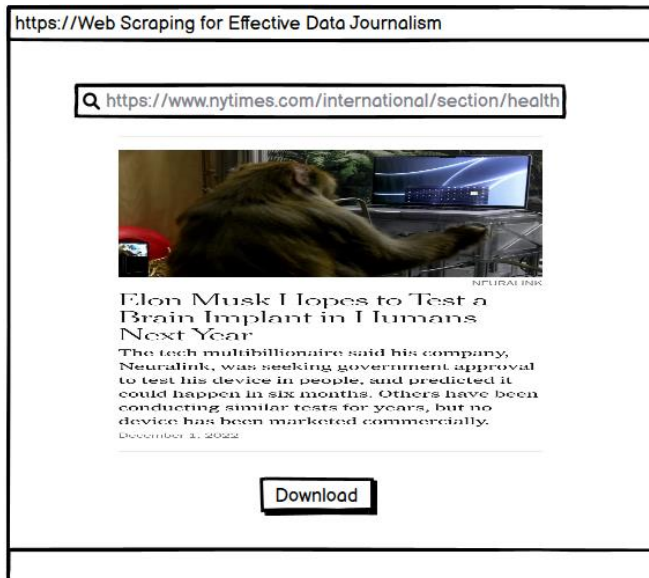 https://Web Scraping for Effective Data Journalism
https://www.nytimes.com/international/section/health
NEURALINK
Elon Musk Hopes to Test a
Brain Implant in Humans
Next Year
The tech multibillionaire said his company,
Neuralink, was seeking government approval
to test his device in people, and predicted it
could happen in six months. Others have been
conducting similar tests for years, but no
device has been marketed commercially.
December 1, 2022
Download